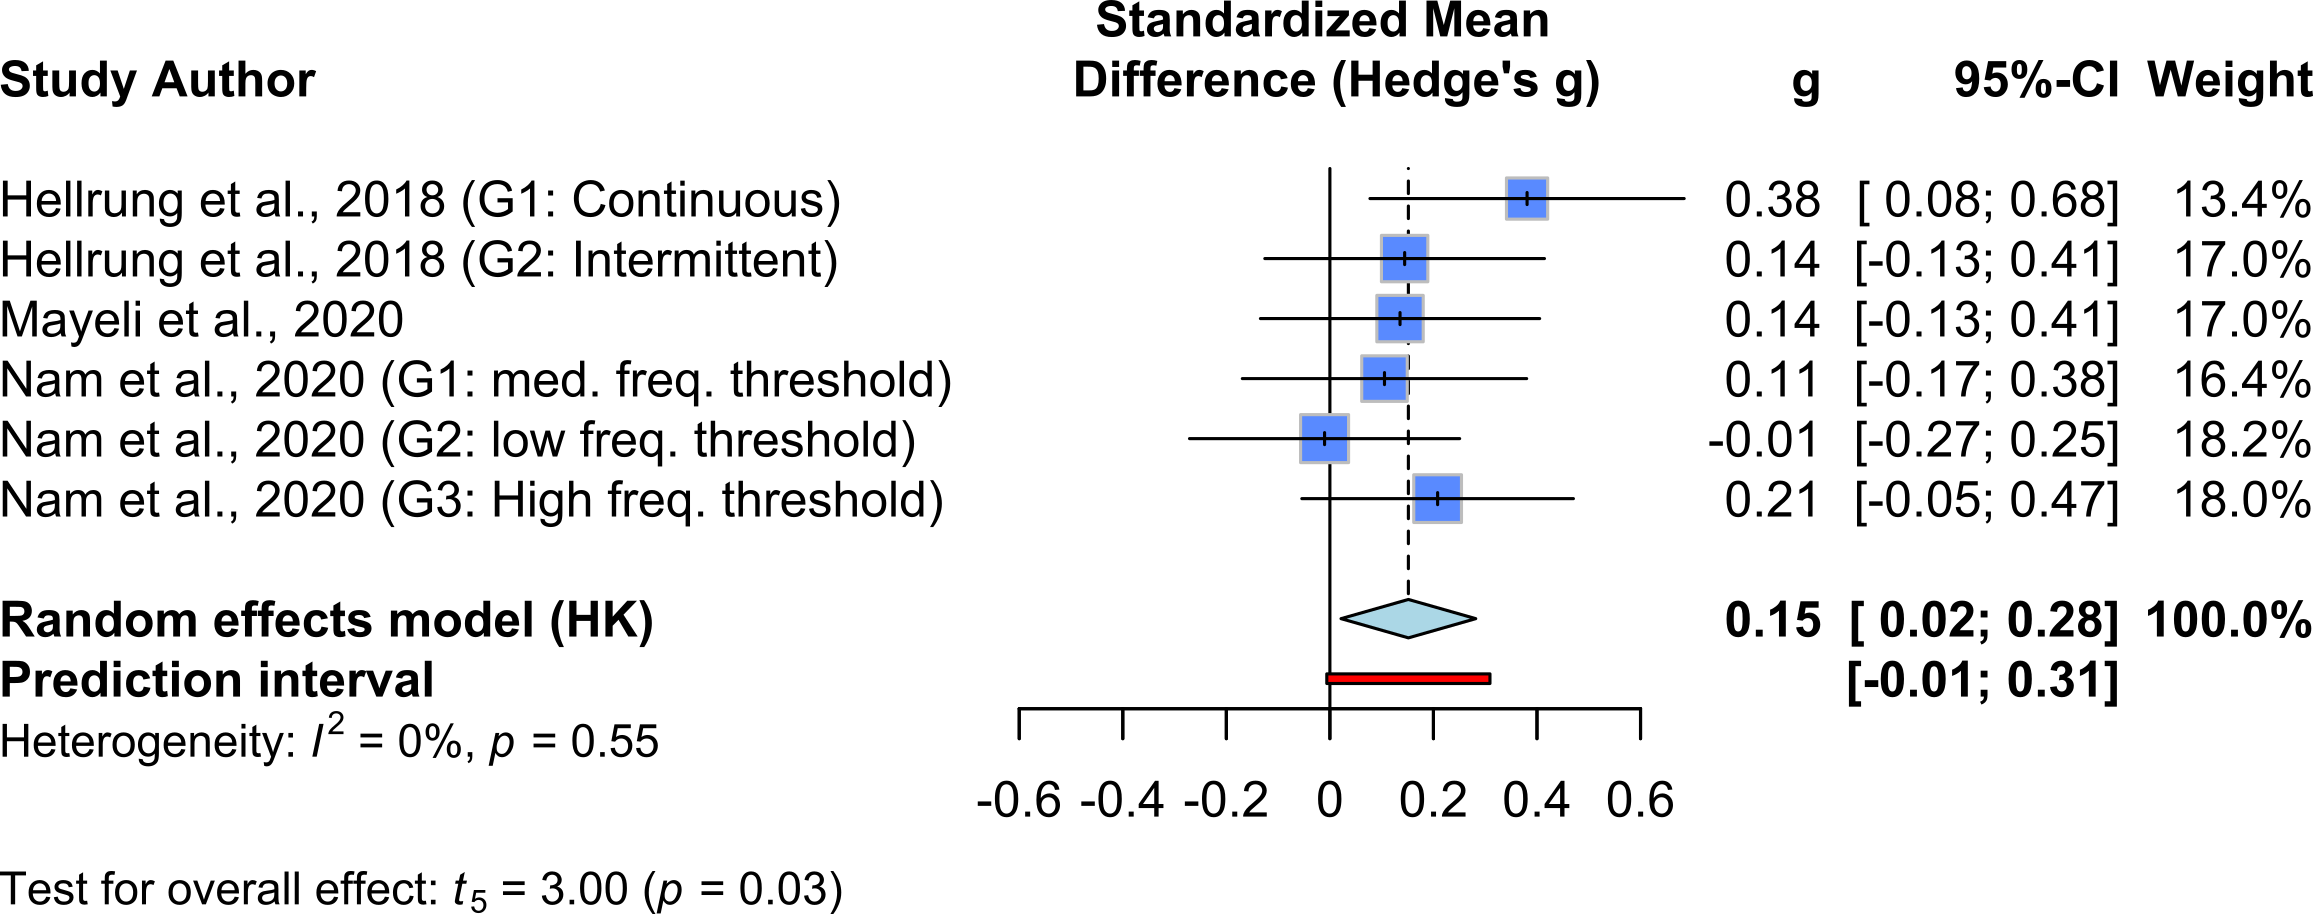 Standardized Mean
Study Author Difference (Hedge's g) g 95%-CI Weight
Hellrung et al., 2018 (G1: Continuous) 0.38 [ 0.08; 0.68] 13.4%
Hellrung et al., 2018 (G2: Intermittent) 0.14 [-0.13; 0.41] 17.0%
Mayeli et al., 2020 0.14 [-0.13; 0.41] 17.0%
Nam et al., 2020 (G1: med. freq. threshold) 0.11 [-0.17; 0.38] 16.4%
Nam et al., 2020 (G2: low freq. threshold) -0.01 [-0.27; 0.25] 18.2%
Nam et al., 2020 (G3: High freq. threshold) 0.21 [-0.05; 0.47] 18.0%
Random effects model (HK) 0.15 [ 0.02; 0.28] 100.0%
Prediction interval [-0.01; 0.31]
Heterogeneity: I² = 0%, p = 0.55
-0.6 -0.4 -0.2 0 0.2 0.4 0.6
Test for overall effect: t₅ = 3.00 (p = 0.03)